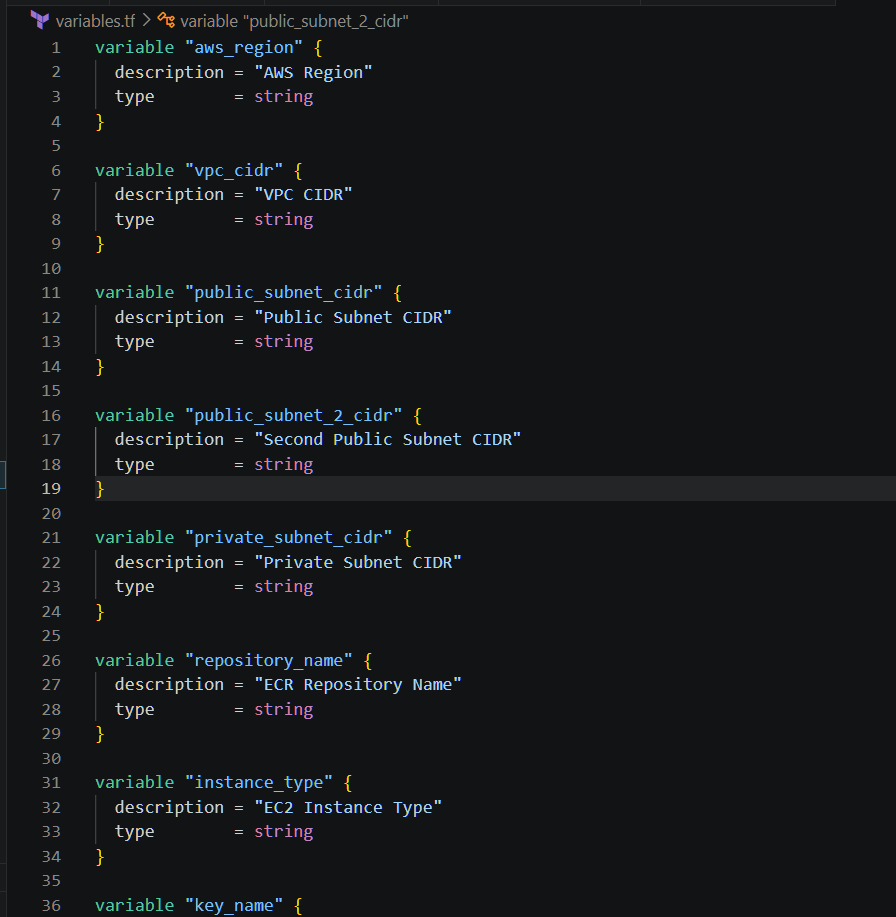 variables.tf > variable "public_subnet_2_cidr"
1 variable "aws_region" {
2 description = "AWS Region"
3 type = string
4 }
5
6 variable "vpc_cidr" {
7 description = "VPC CIDR"
8 type = string
9 }
10
11 variable "public_subnet_cidr" {
12 description = "Public Subnet CIDR"
13 type = string
14 }
15
16 variable "public_subnet_2_cidr" {
17 description = "Second Public Subnet CIDR"
18 type = string
19 }
20
21 variable "private_subnet_cidr" {
22 description = "Private Subnet CIDR"
23 type = string
24 }
25
26 variable "repository_name" {
27 description = "ECR Repository Name"
28 type = string
29 }
30
31 variable "instance_type" {
32 description = "EC2 Instance Type"
33 type = string
34 }
35
36 variable "key_name" {